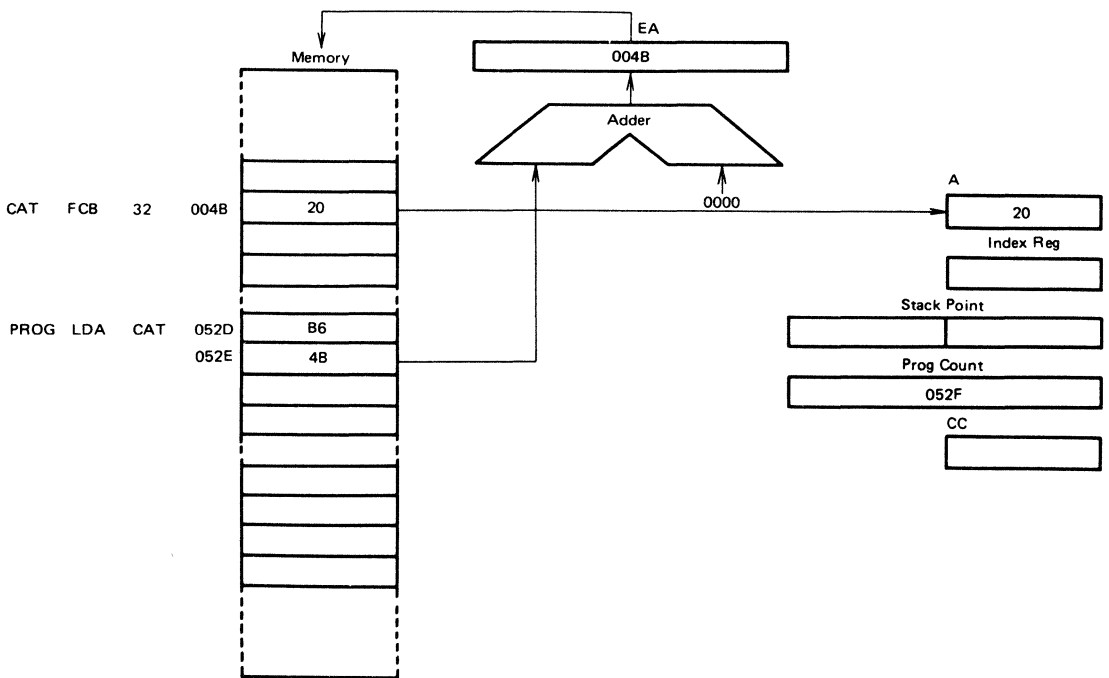 EA
Memory
004B
Adder
A
CAT FCB 32 004B 20
0000
20
Index Reg
Stack Point
PROG LDA CAT 052D B6
052E 4B
Prog Count
052F
CC